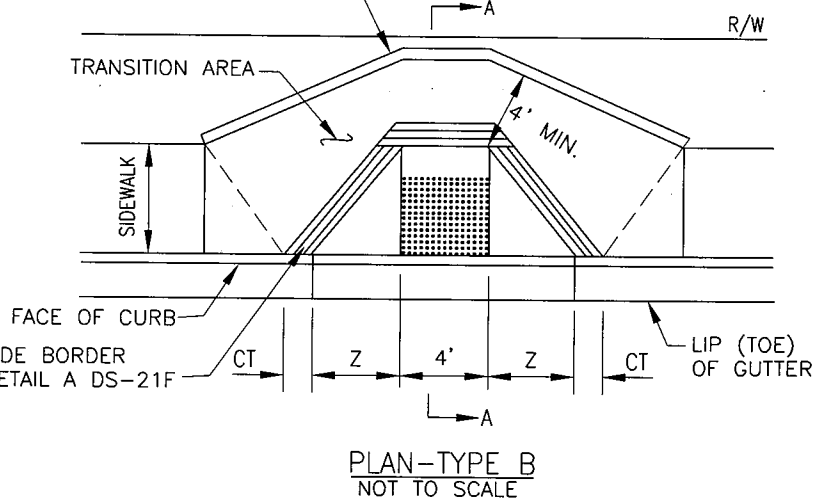 A
R/W
TRANSITION AREA
4' MIN.
SIDEWALK
FACE OF CURB
DE BORDER
ETAIL A DS-21F
CT
Z
4'
Z
CT
LIP (TOE)
OF GUTTER
A
PLAN-TYPE B
NOT TO SCALE